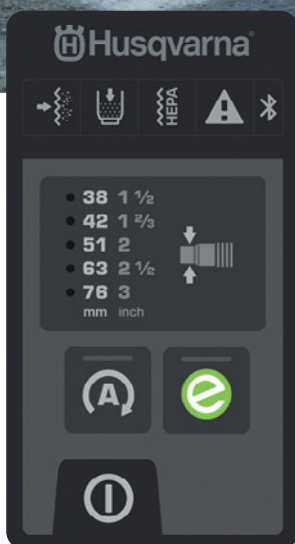 Husqvarna
HEPA
38 1 ½
42 1 ⅔
51 2
63 2 ½
76 3
mm inch
A
e